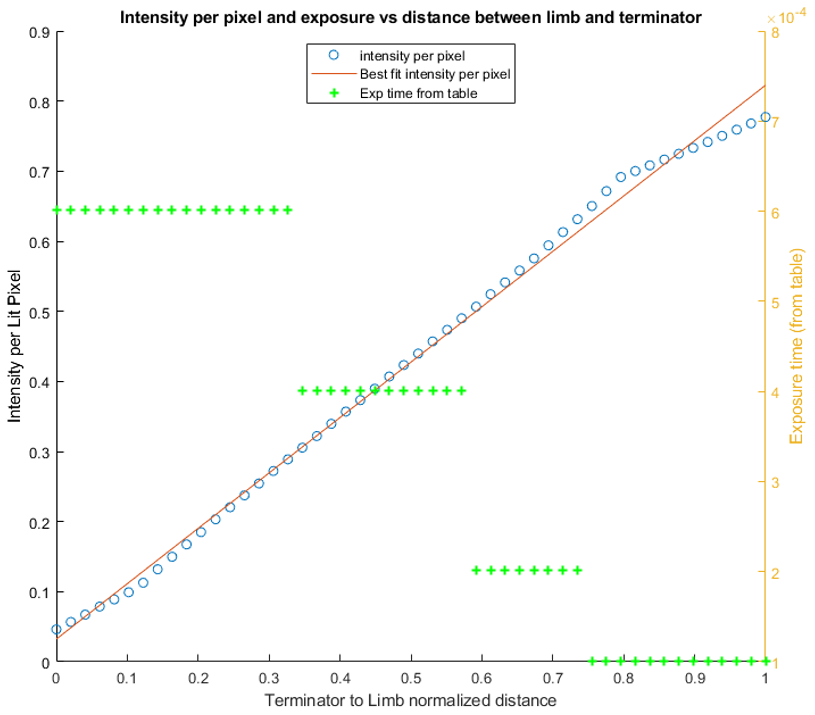 Intensity per pixel and exposure vs distance between limb and terminator
×10⁻⁴
intensity per pixel
Best fit intensity per pixel
Exp time from table
Intensity per Lit Pixel
0.9
0.8
0.7
0.6
0.5
0.4
0.3
0.2
0.1
0
8
7
6
5
4
3
2
1
Exposure time (from table)
0 0.1 0.2 0.3 0.4 0.5 0.6 0.7 0.8 0.9 1
Terminator to Limb normalized distance